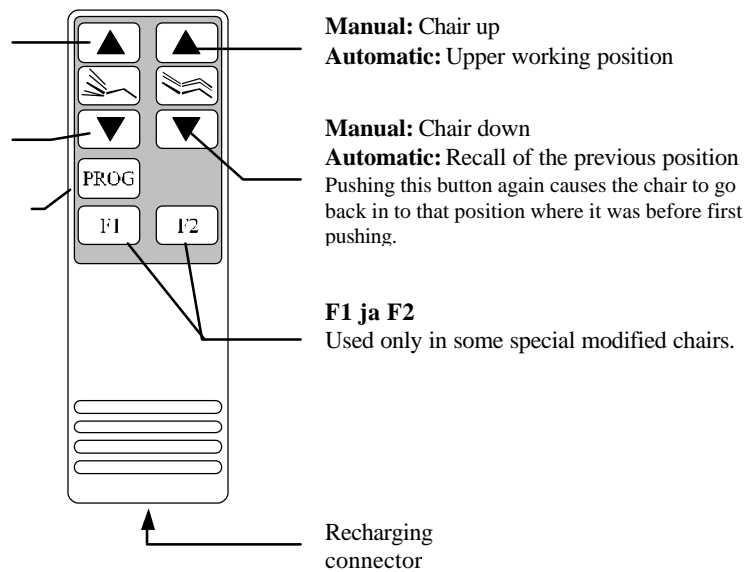 Manual: Chair up
Automatic: Upper working position
Manual: Chair down
Automatic: Recall of the previous position
Pushing this button again causes the chair to go
back in to that position where it was before first
pushing.
PROG
F1 F2
F1 ja F2
Used only in some special modified chairs.
Recharging
connector